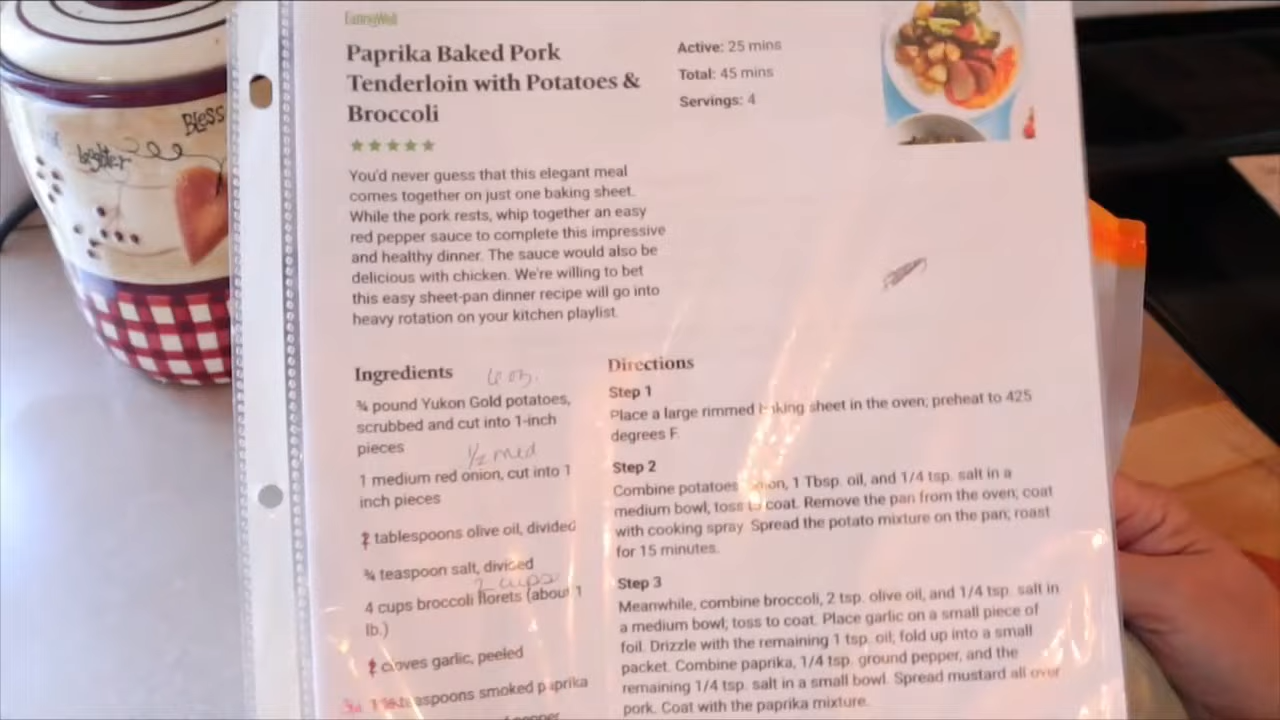 EatingWell
Paprika Baked Pork
Tenderloin with Potatoes &
Broccoli
Active: 25 mins
Total: 45 mins
Servings: 4
You'd never guess that this elegant meal
comes together on just one baking sheet.
While the pork rests, whip together an easy
red pepper sauce to complete this impressive
and healthy dinner. The sauce would also be
delicious with chicken. We're willing to bet
this easy sheet-pan dinner recipe will go into
heavy rotation on your kitchen playlist.
Bless
laughter
Ingredients
6 oz.
¾ pound Yukon Gold potatoes,
scrubbed and cut into 1-inch
pieces
½ med
1 medium red onion, cut into 1
inch pieces
tablespoons olive oil, divided
¾ teaspoon salt, divided
2 cups
4 cups broccoli florets (about 1
lb.)
cloves garlic, peeled
teaspoons smoked paprika
pepper
Directions
Step 1
Place a large rimmed baking sheet in the oven; preheat to 425
degrees F.
Step 2
Combine potatoes, onion, 1 Tbsp. oil, and 1/4 tsp. salt in a
medium bowl; toss to coat. Remove the pan from the oven; coat
with cooking spray. Spread the potato mixture on the pan; roast
for 15 minutes.
Step 3
Meanwhile, combine broccoli, 2 tsp. olive oil, and 1/4 tsp. salt in
a medium bowl; toss to coat. Place garlic on a small piece of
foil. Drizzle with the remaining 1 tsp. oil; fold up into a small
packet. Combine paprika, 1/4 tsp. ground pepper, and the
remaining 1/4 tsp. salt in a small bowl. Spread mustard all over
pork. Coat with the paprika mixture.